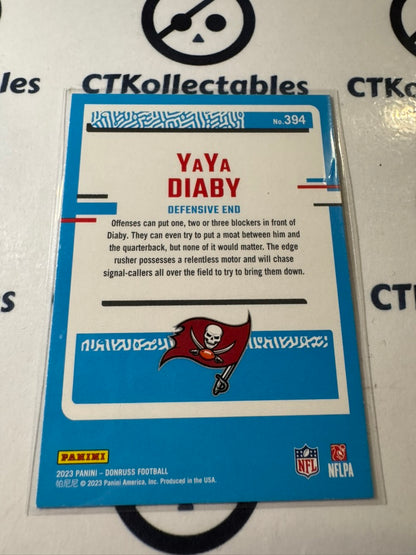 CTKollectables
bles
CTKo
No.394
YAYA
DIABY
DEFENSIVE END
Offenses can put one, two or three blockers in front of
Diaby. They can even try to put a moat between him and
the quarterback, but none of it would matter. The edge
rusher possesses a relentless motor and will chase
signal-callers all over the field to try to bring them down.
les
CTK
PANINI
2023 PANINI – DONRUSS FOOTBALL
帕尼尼 © 2023 Panini America, Inc. Produced in the USA.
NFL
NFLPA